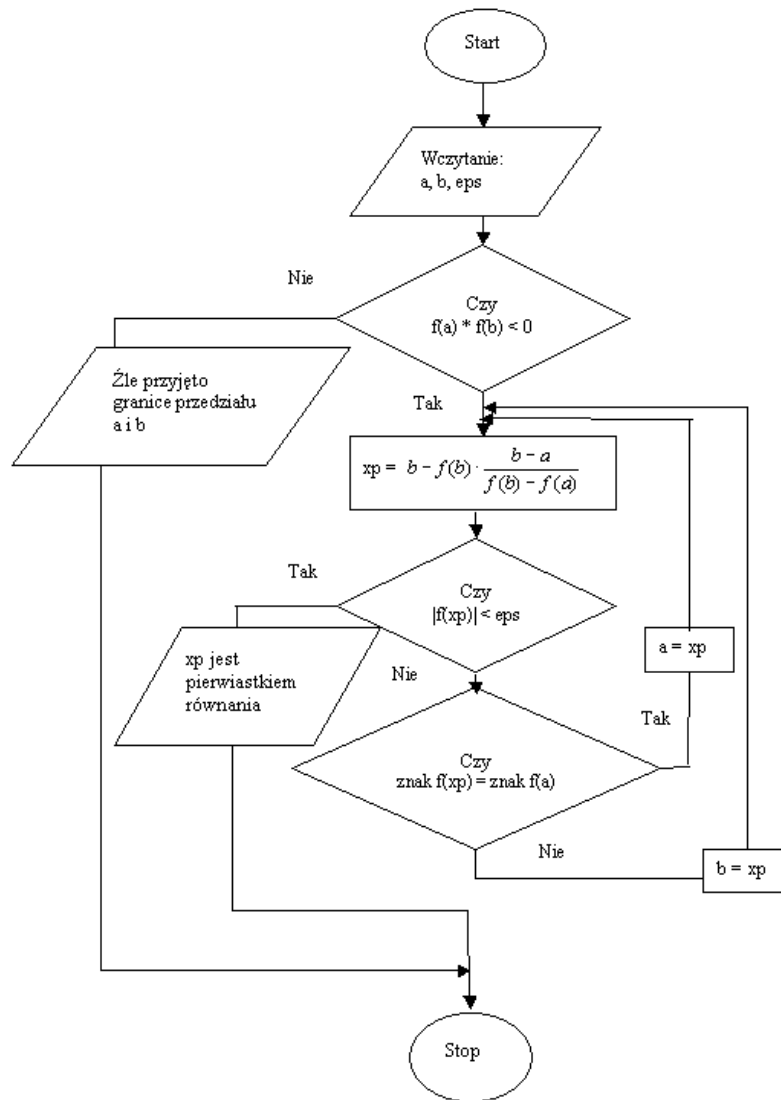 Start
Wczytanie:
a, b, eps
Nie
Czy
f(a) * f(b) < 0
Źle przyjęto
granice przedziału
a i b
Tak
xp = b − f(b) · (b − a) / (f(b) − f(a))
Tak
Czy
|f(xp)| < eps
a = xp
xp jest
pierwiastkiem
równania
Nie
Tak
Czy
znak f(xp) = znak f(a)
Nie
b = xp
Stop